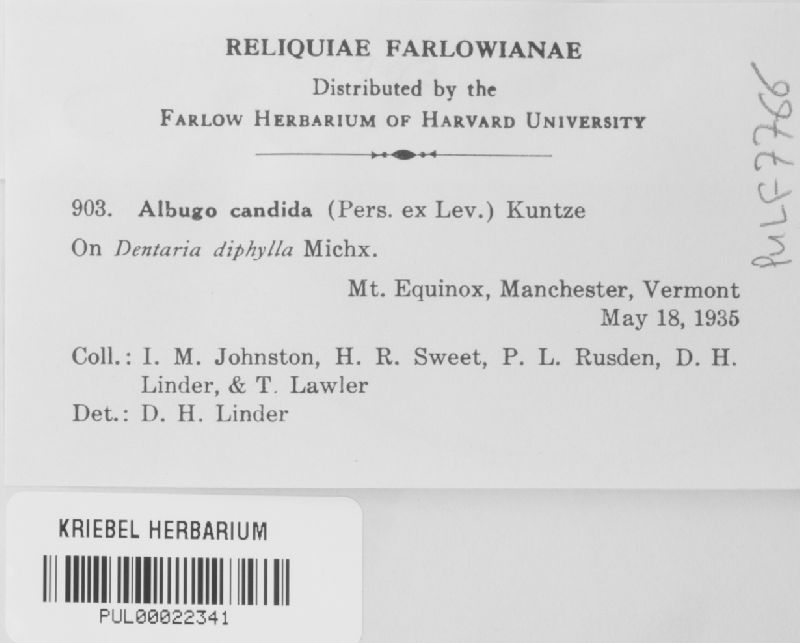 RELIQUIAE FARLOWIANAE
Distributed by the
FARLOW HERBARIUM OF HARVARD UNIVERSITY
903. Albugo candida (Pers. ex Lev.) Kuntze
On Dentaria diphylla Michx.
Mt. Equinox, Manchester, Vermont
May 18, 1935
Coll.: I. M. Johnston, H. R. Sweet, P. L. Rusden, D. H.
Linder, & T. Lawler
Det.: D. H. Linder
PULF7766
KRIEBEL HERBARIUM
PUL00022341